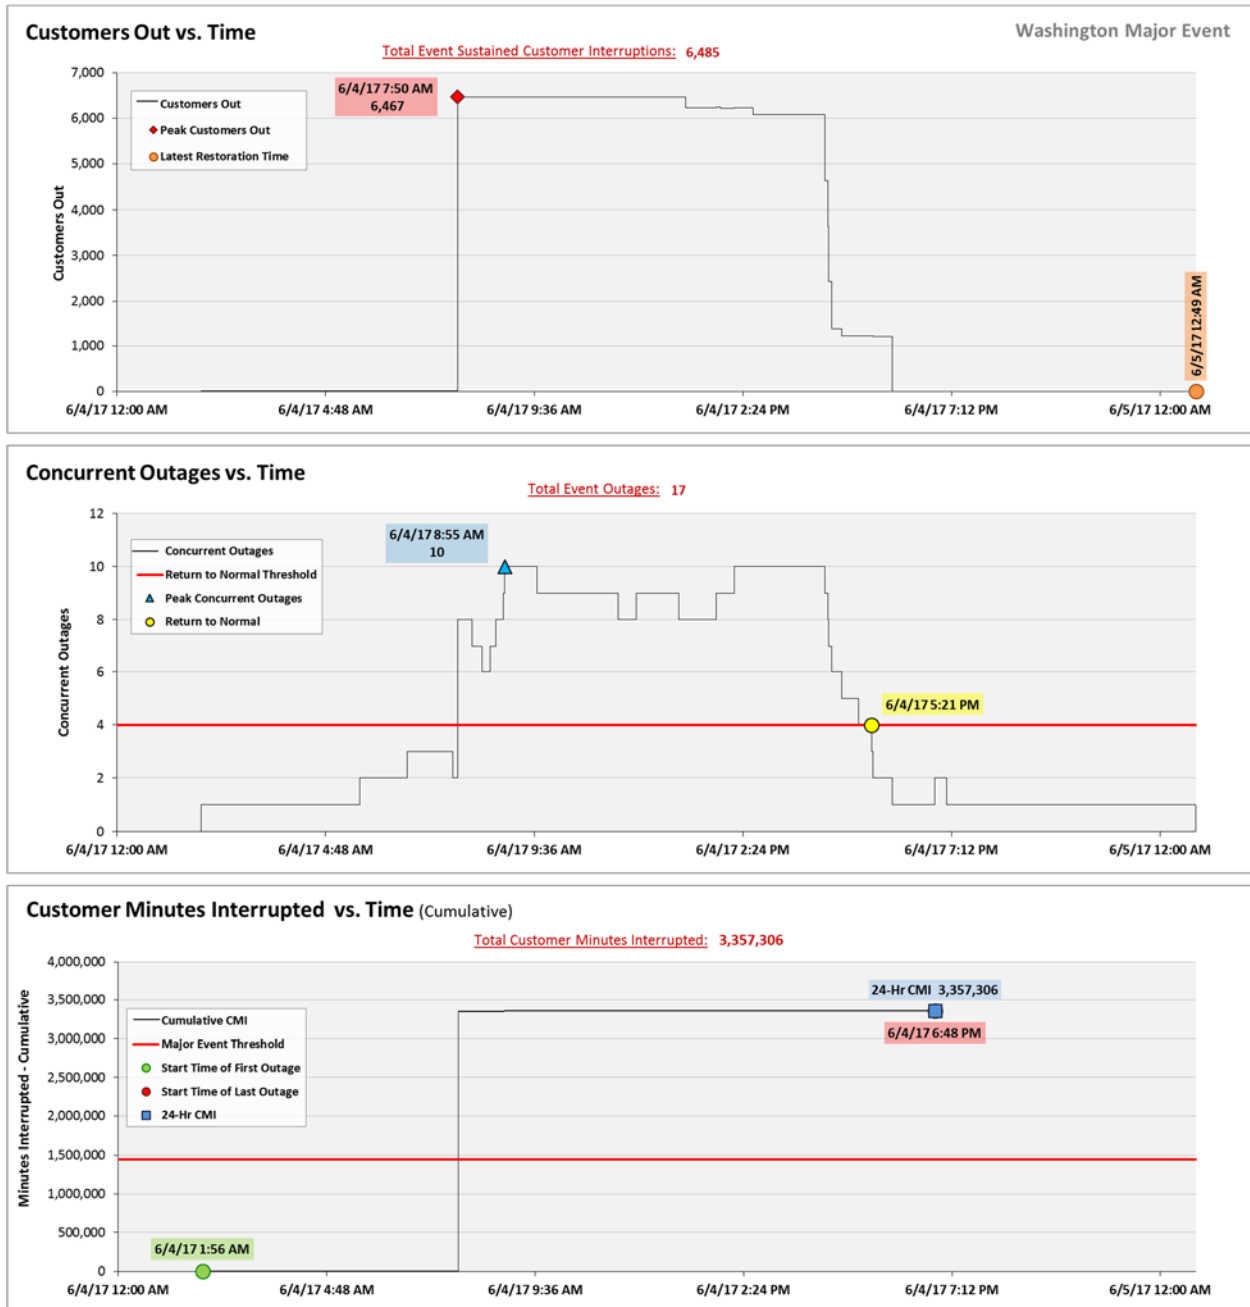 Customers Out vs. Time
Washington Major Event
Total Event Sustained Customer Interruptions: 6,485
6/4/17 7:50 AM
6,467
Customers Out
Peak Customers Out
Latest Restoration Time
7,000
6,000
5,000
4,000
3,000
2,000
1,000
0
Customers Out
6/5/17 12:49 AM
6/4/17 12:00 AM
6/4/17 4:48 AM
6/4/17 9:36 AM
6/4/17 2:24 PM
6/4/17 7:12 PM
6/5/17 12:00 AM
Concurrent Outages vs. Time
Total Event Outages: 17
6/4/17 8:55 AM
10
Concurrent Outages
Return to Normal Threshold
Peak Concurrent Outages
Return to Normal
12
10
8
6
4
2
0
Concurrent Outages
6/4/17 5:21 PM
6/4/17 12:00 AM
6/4/17 4:48 AM
6/4/17 9:36 AM
6/4/17 2:24 PM
6/4/17 7:12 PM
6/5/17 12:00 AM
Customer Minutes Interrupted vs. Time (Cumulative)
Total Customer Minutes Interrupted: 3,357,306
4,000,000
3,500,000
3,000,000
2,500,000
2,000,000
1,500,000
1,000,000
500,000
0
Minutes Interrupted - Cumulative
Cumulative CMI
Major Event Threshold
Start Time of First Outage
Start Time of Last Outage
24-Hr CMI
24-Hr CMI 3,357,306
6/4/17 6:48 PM
6/4/17 1:56 AM
6/4/17 12:00 AM
6/4/17 4:48 AM
6/4/17 9:36 AM
6/4/17 2:24 PM
6/4/17 7:12 PM
6/5/17 12:00 AM